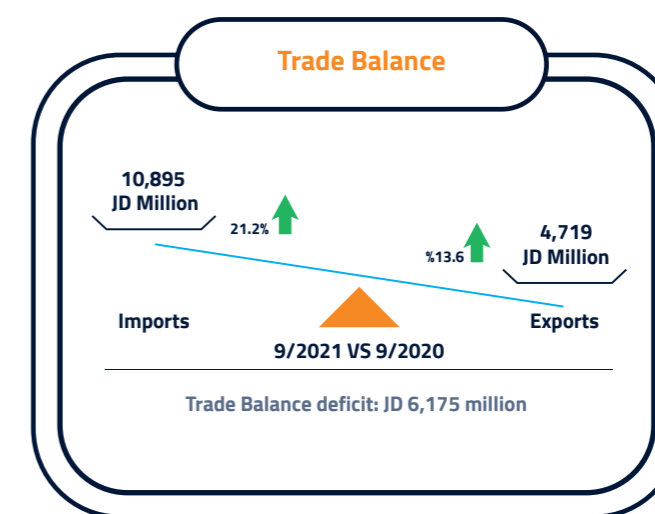 Trade Balance
10,895
JD Million
21.2%
%13.6
4,719
JD Million
Imports
Exports
9/2021 VS 9/2020
Trade Balance deficit: JD 6,175 million